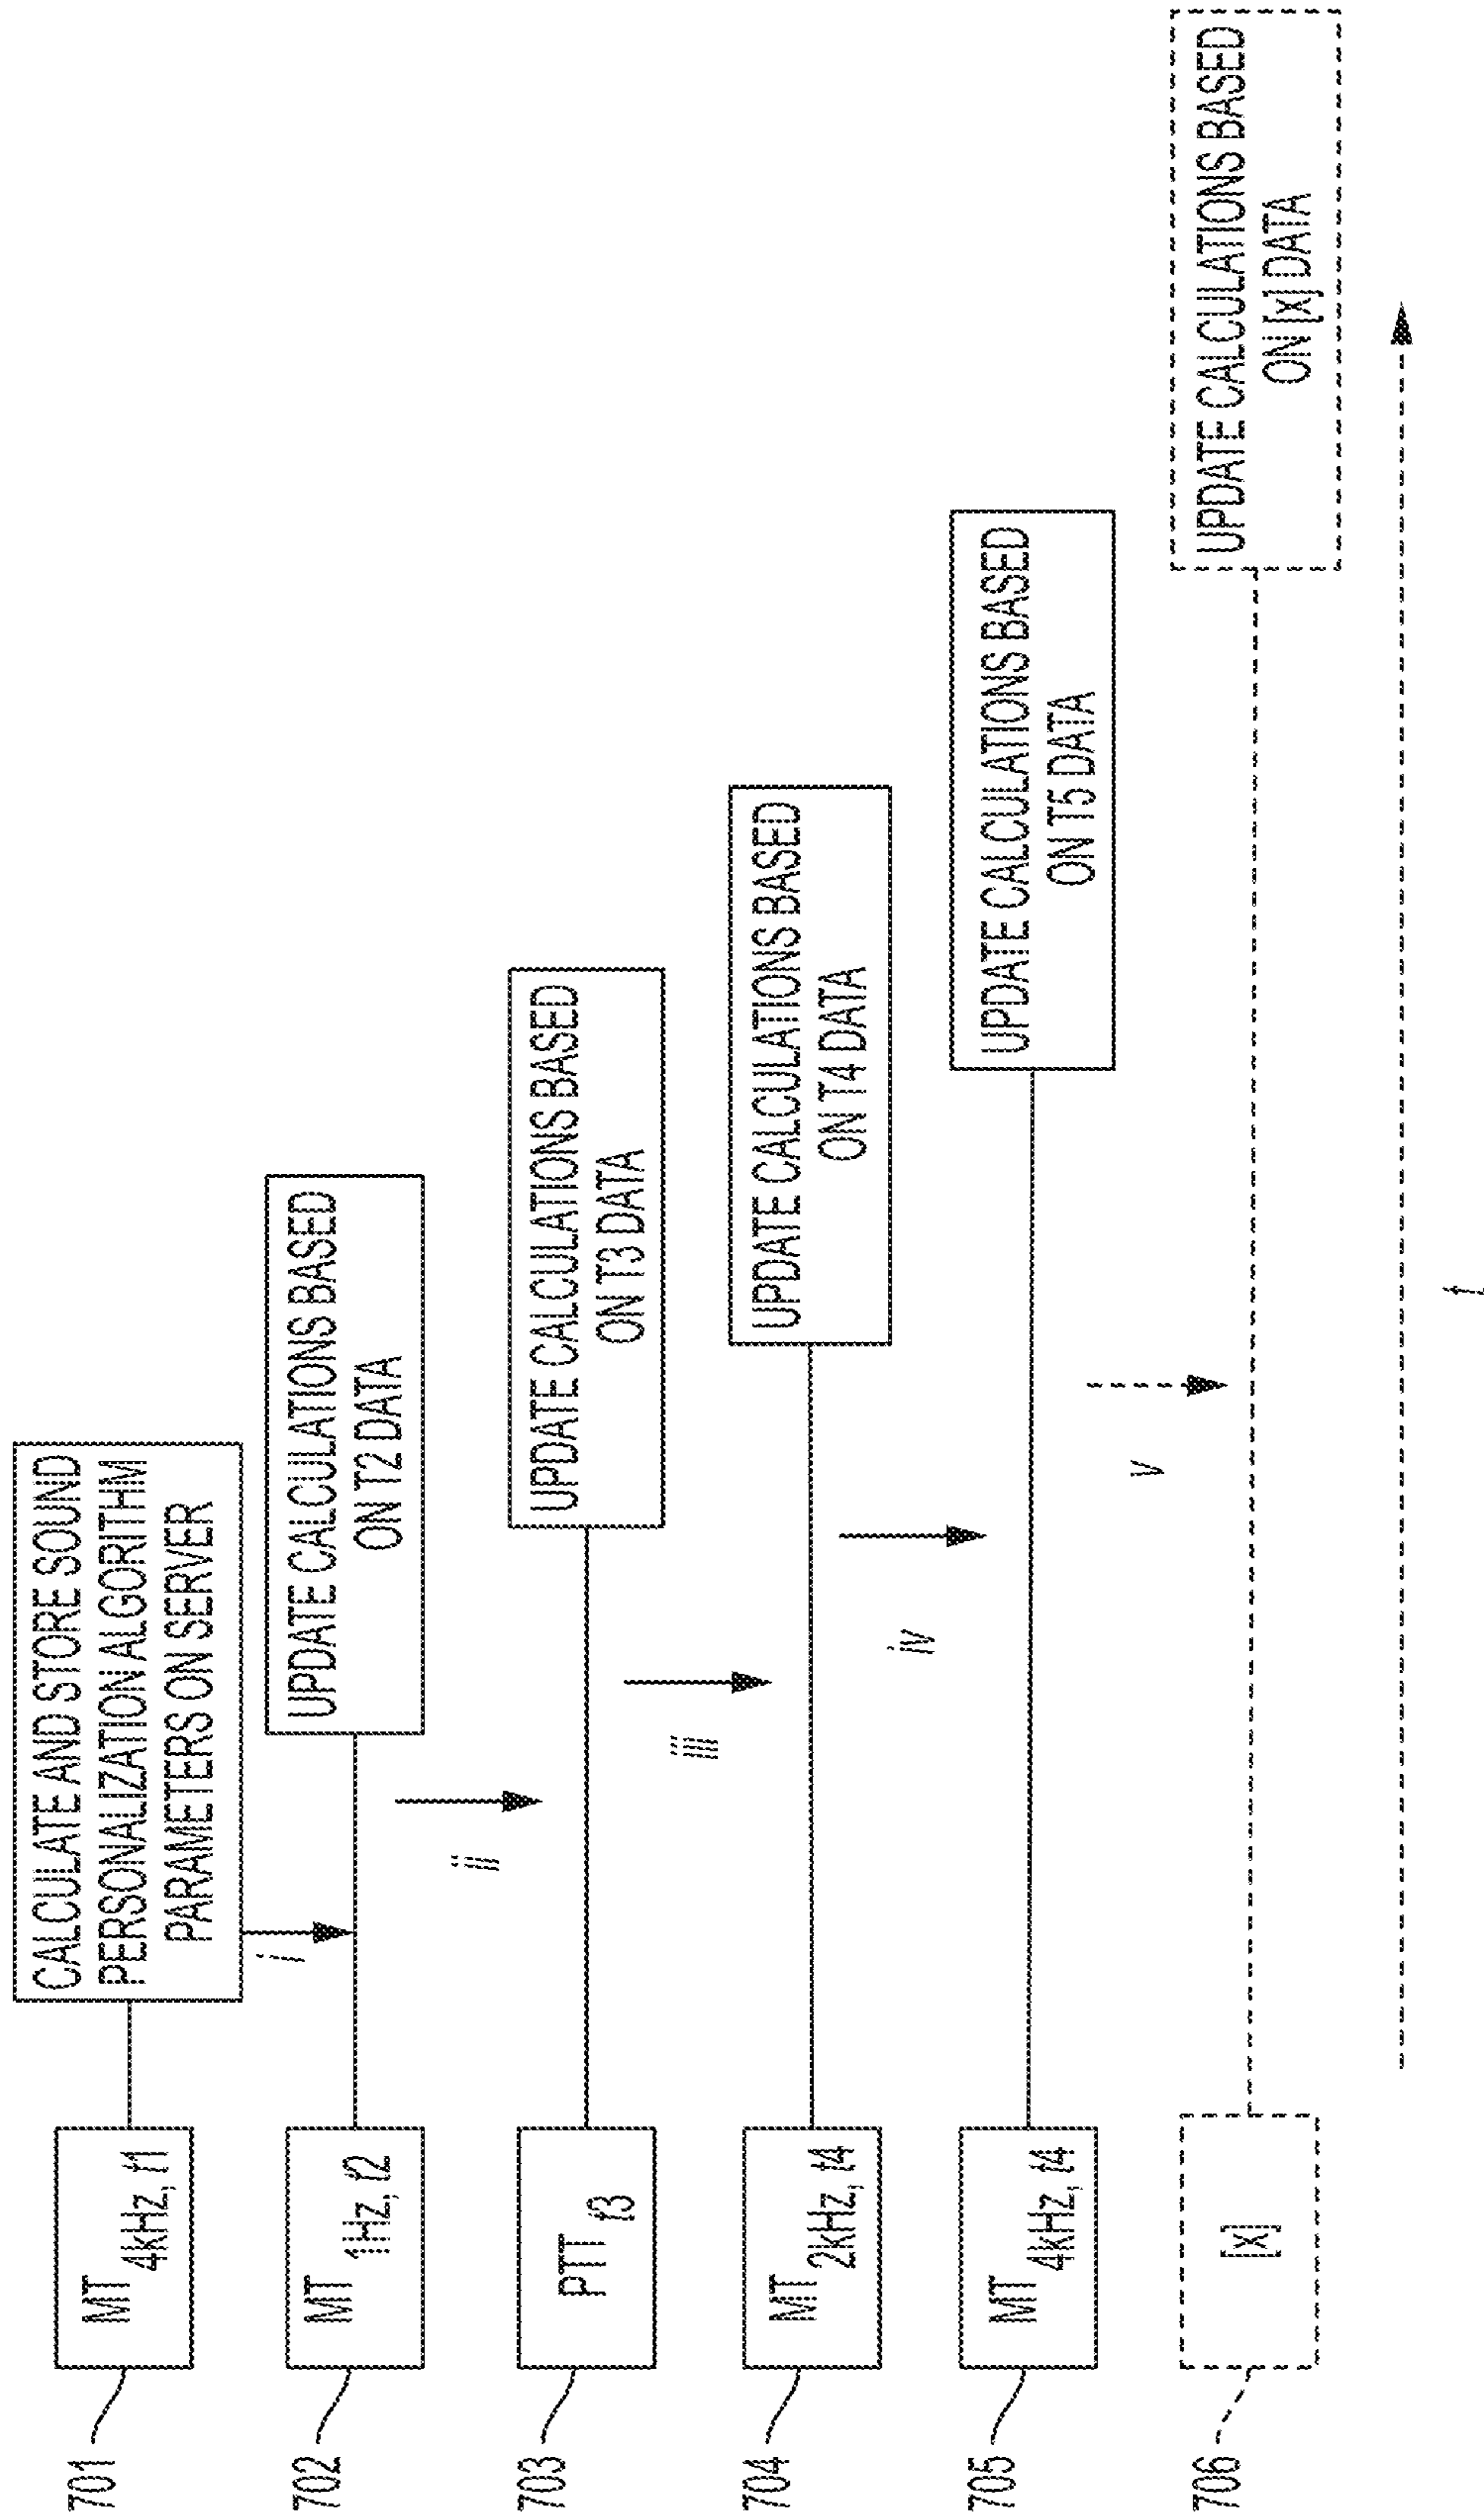 701
MT 4kHz, t1
CALCULATE AND STORE SOUND
PERSONALIZATION ALGORITHM
PARAMETERS ON SERVER
i
702
MT 1Hz, t2
UPDATE CALCULATIONS BASED
ON T2 DATA
ii
703
PTT t3
UPDATE CALCULATIONS BASED
ON T3 DATA
iii
704
MT 2kHz, t4
UPDATE CALCULATIONS BASED
ON T4 DATA
iv
705
MT 4kHz, t4
UPDATE CALCULATIONS BASED
ON T5 DATA
v
706
[x]
UPDATE CALCULATIONS BASED
ON [x] DATA
t